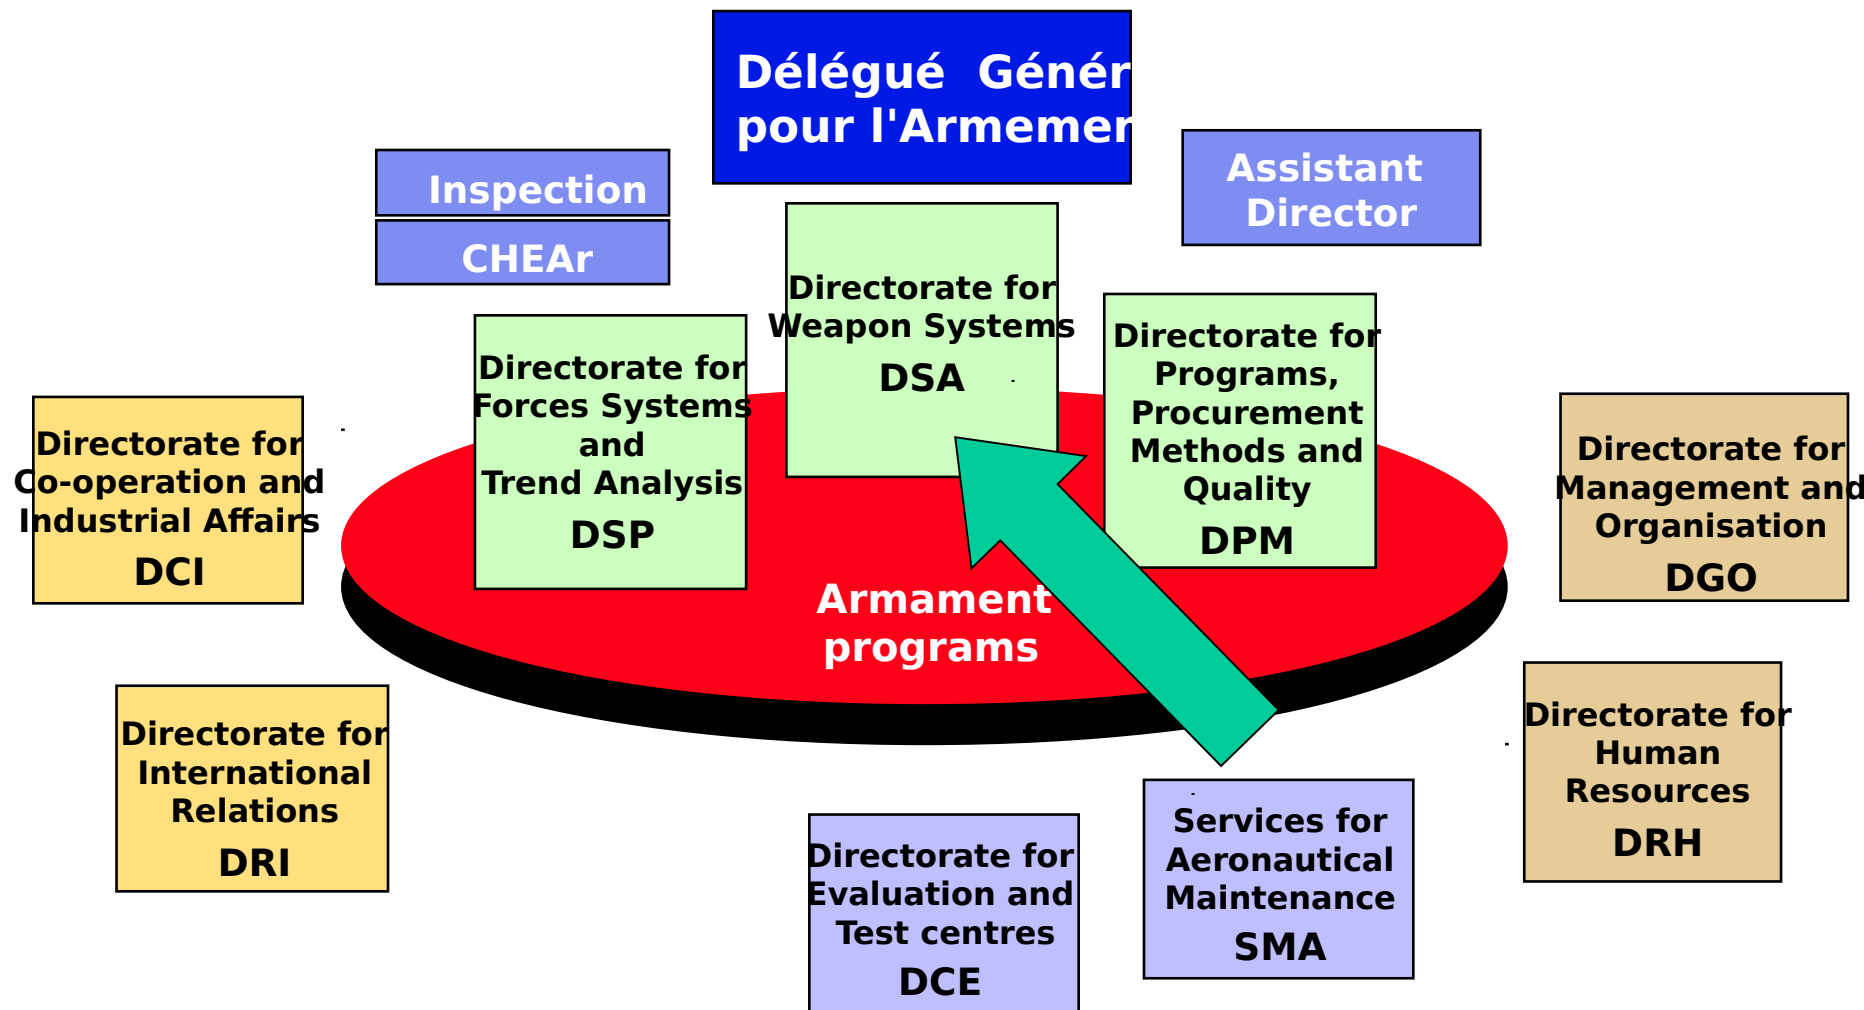 Délégué Génér
pour l'Armemen
Inspection
CHEAr
Assistant
Director
Directorate for
Weapon Systems
DSA
Directorate for
Forces Systems
and
Trend Analysis
DSP
Directorate for
Programs,
Procurement
Methods and
Quality
DPM
Directorate for
Co-operation and
Industrial Affairs
DCI
Directorate for
Management and
Organisation
DGO
Armament
programs
Directorate for
International
Relations
DRI
Directorate for
Human
Resources
DRH
Directorate for
Evaluation and
Test centres
DCE
Services for
Aeronautical
Maintenance
SMA